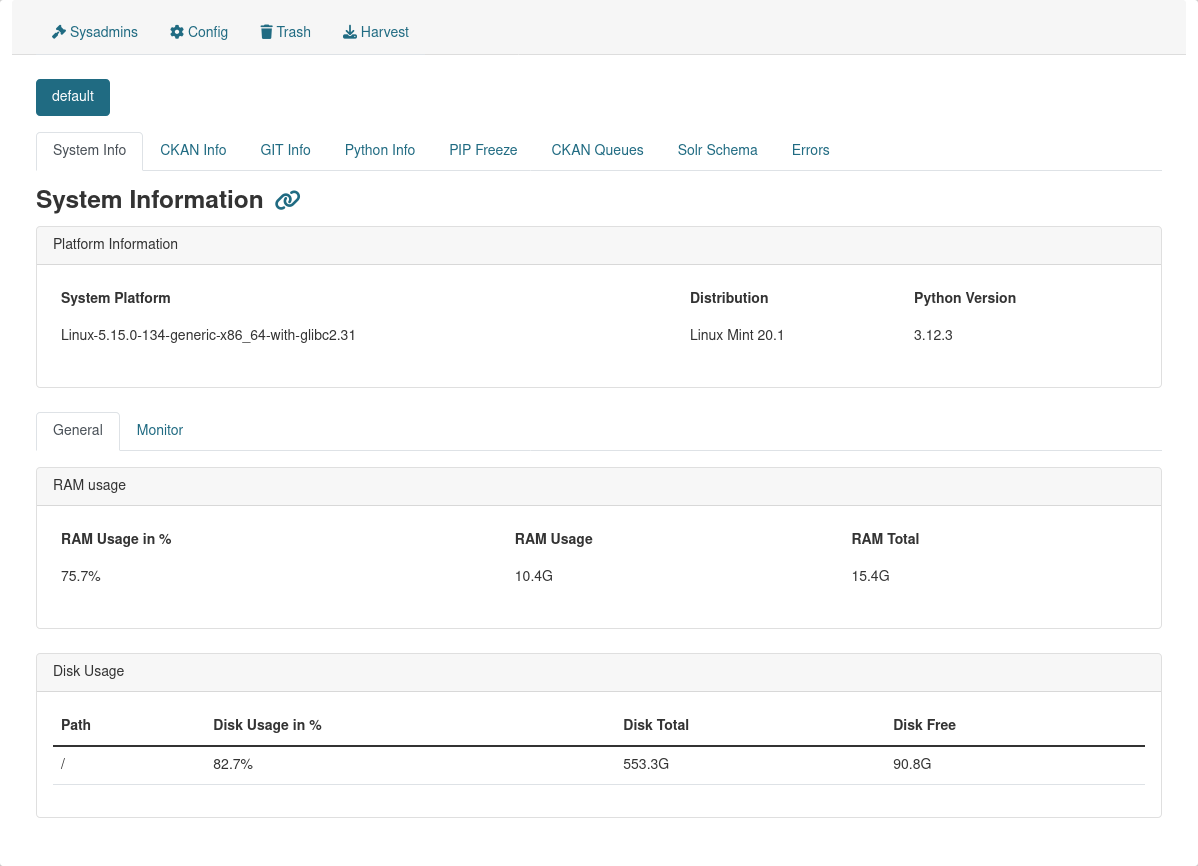 Sysadmins Config Trash Harvest
default
System Info CKAN Info GIT Info Python Info PIP Freeze CKAN Queues Solr Schema Errors
System Information
Platform Information
System Platform Distribution Python Version
Linux-5.15.0-134-generic-x86_64-with-glibc2.31 Linux Mint 20.1 3.12.3
General Monitor
RAM usage
RAM Usage in % RAM Usage RAM Total
75.7% 10.4G 15.4G
Disk Usage
Path Disk Usage in % Disk Total Disk Free
/ 82.7% 553.3G 90.8G